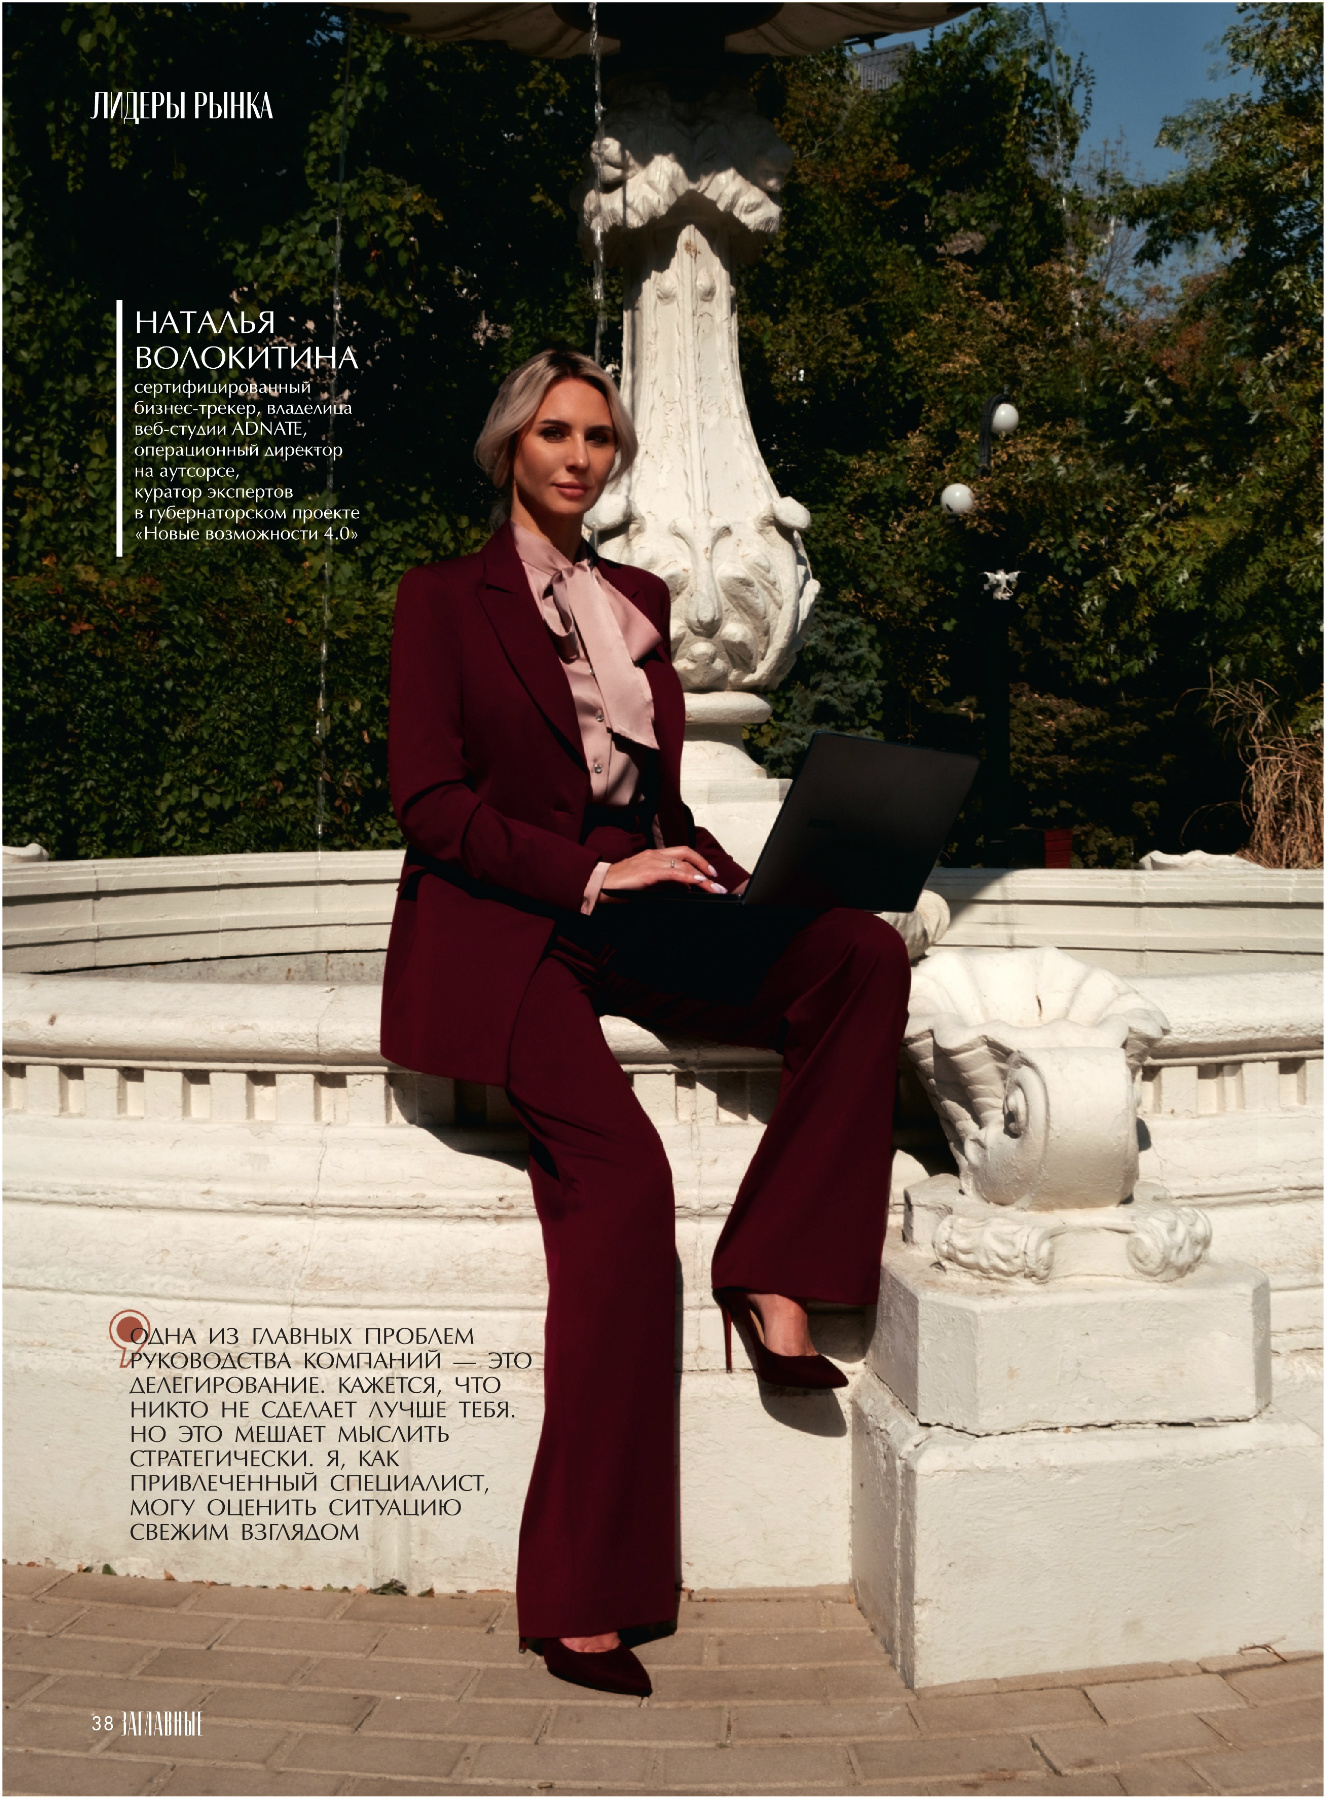 ЛИДЕРЫ РЫНКА
НАТАЛЬЯ
ВОЛОКИТИНА
сертифицированный
бизнес-трекер, владелица
веб-студии ADNATE,
операционный директор
на аутсорсе,
куратор экспертов
в губернаторском проекте
«Новые возможности 4.0»
ОДНА ИЗ ГЛАВНЫХ ПРОБЛЕМ
РУКОВОДСТВА КОМПАНИЙ — ЭТО
ДЕЛЕГИРОВАНИЕ. КАЖЕТСЯ, ЧТО
НИКТО НЕ СДЕЛАЕТ ЛУЧШЕ ТЕБЯ.
НО ЭТО МЕШАЕТ МЫСЛИТЬ
СТРАТЕГИЧЕСКИ. Я, КАК
ПРИВЛЕЧЕННЫЙ СПЕЦИАЛИСТ,
МОГУ ОЦЕНИТЬ СИТУАЦИЮ
СВЕЖИМ ВЗГЛЯДОМ
38 ЗАГЛАВНЫЕ